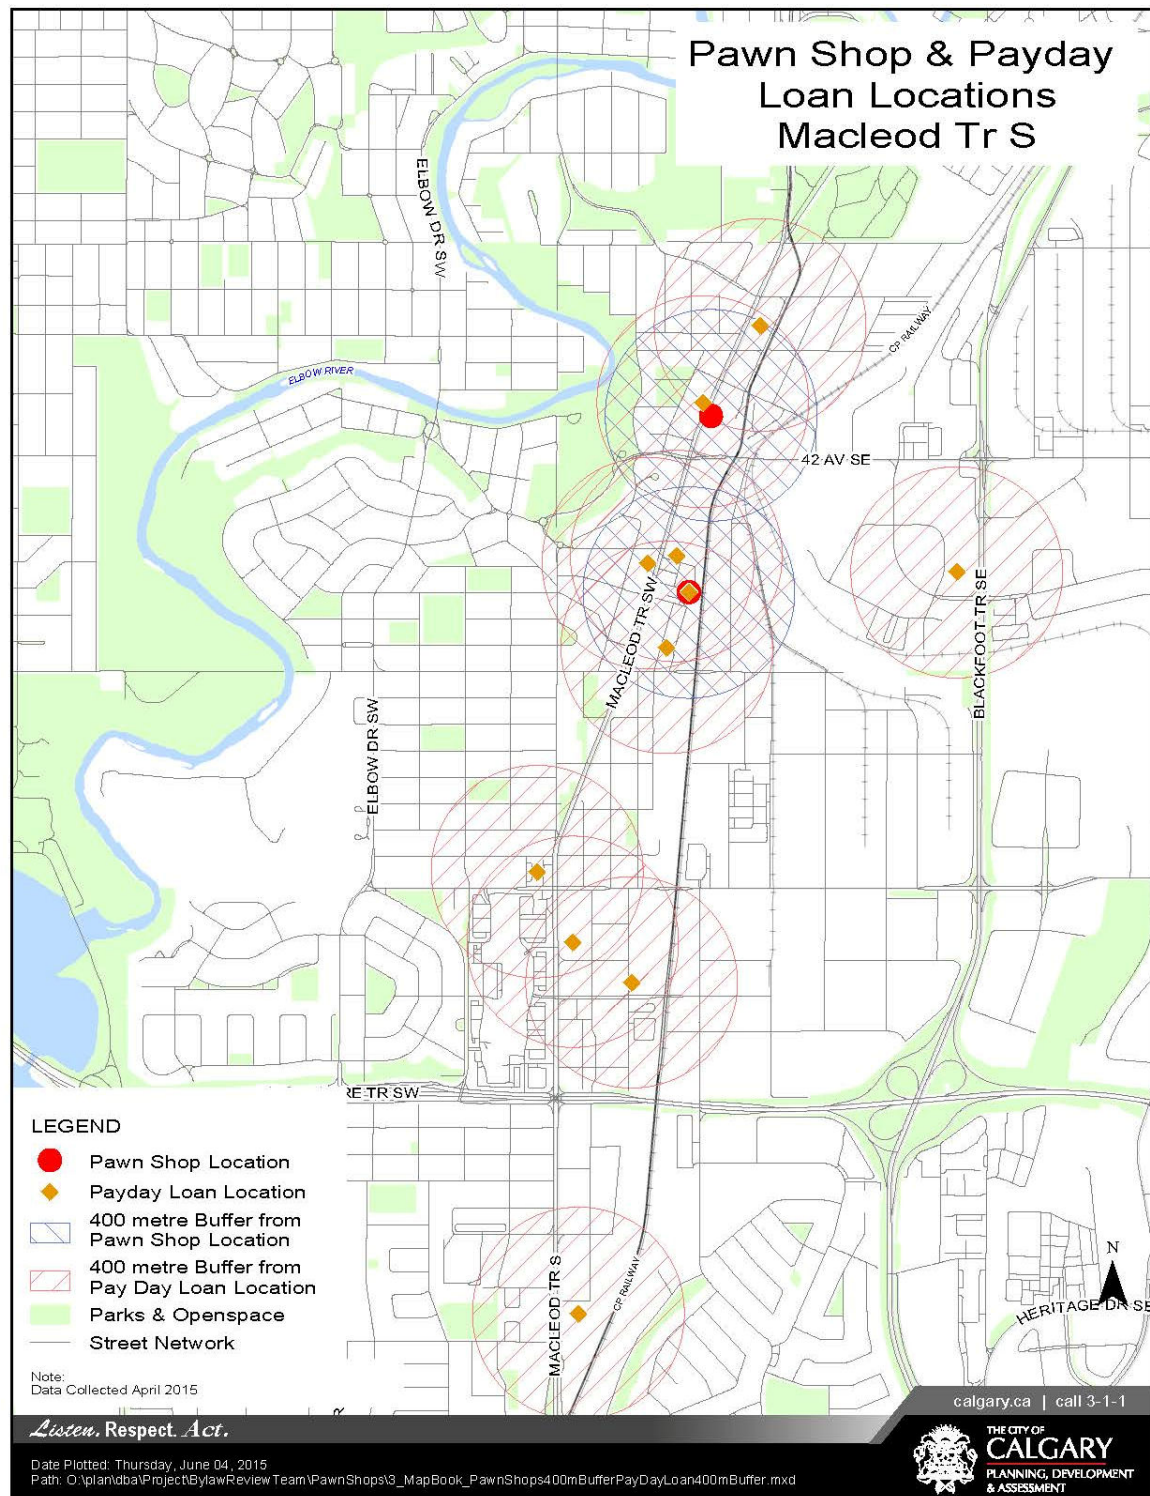 Pawn Shop & Payday
Loan Locations
Macleod Tr S
ELBOW DR SW
CP RAILWAY
ELBOW RIVER
42 AV SE
MACLEOD TR SW
BLACKFOOT TR SE
ELBOW DR SW
RE TR SW
LEGEND
Pawn Shop Location
Payday Loan Location
400 metre Buffer from
Pawn Shop Location
400 metre Buffer from
Pay Day Loan Location
Parks & Openspace
Street Network
MACLEOD TR S
CP RAILWAY
N
HERITAGE DR SE
Note:
Data Collected April 2015
R
calgary.ca | call 3-1-1
Listen. Respect. Act.
THE CITY OF
CALGARY
PLANNING, DEVELOPMENT
& ASSESSMENT
Date Plotted: Thursday, June 04, 2015
Path: O:\plan\dba\Project\BylawReviewTeam\PawnShops\3_MapBook_PawnShops400mBufferPayDayLoan400mBuffer.mxd